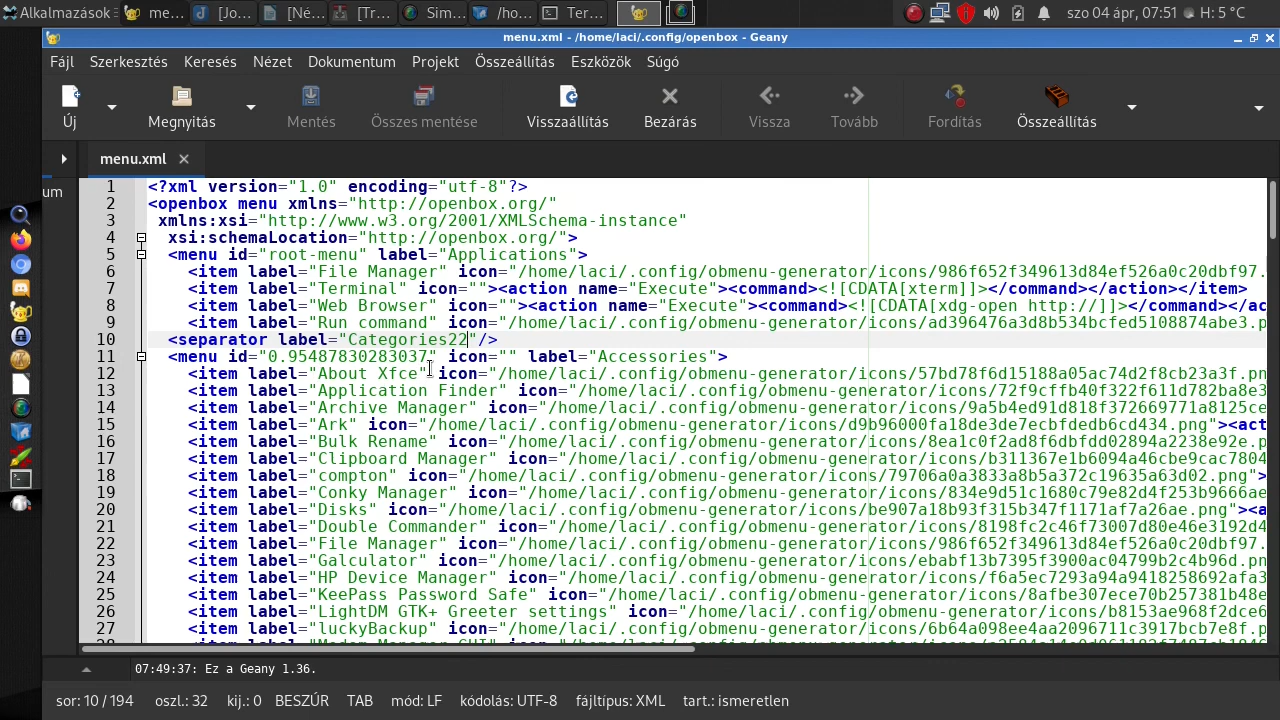 Alkalmazások
me...
[Jo...
[Né...
[Tr...
Sim...
/ho...
Ter...
szo 04 ápr, 07:51
H: 5 °C
menu.xml - /home/laci/.config/openbox - Geany
Fájl Szerkesztés Keresés Nézet Dokumentum Projekt Összeállítás Eszközök Súgó
Új Megnyitás Mentés Összes mentése Visszaállítás Bezárás Vissza Tovább Fordítás Összeállítás
menu.xml
um
1 <?xml version="1.0" encoding="utf-8"?>
2 <openbox menu xmlns="http://openbox.org/"
3 xmlns:xsi="http://www.w3.org/2001/XMLSchema-instance"
4 xsi:schemaLocation="http://openbox.org/">
5 <menu id="root-menu" label="Applications">
6 <item label="File Manager" icon="/home/laci/.config/obmenu-generator/icons/986f652f349613d84ef526a0c20dbf97.
7 <item label="Terminal" icon=""><action name="Execute"><command><![CDATA[xterm]]></command></action></item>
8 <item label="Web Browser" icon=""><action name="Execute"><command><![CDATA[xdg-open http://]]></command></ac
9 <item label="Run command" icon="/home/laci/.config/obmenu-generator/icons/ad396476a3d8b534bcfed5108874abe3.p
10 <separator label="Categories22"/>
11 <menu id="0.95487830283037" icon="" label="Accessories">
12 <item label="About Xfce" icon="/home/laci/.config/obmenu-generator/icons/57bd78f6d15188a05ac74d2f8cb23a3f.pn
13 <item label="Application Finder" icon="/home/laci/.config/obmenu-generator/icons/72f9cffb40f322f611d782ba8e3
14 <item label="Archive Manager" icon="/home/laci/.config/obmenu-generator/icons/9a5b4ed91d818f372669771a8125ce
15 <item label="Ark" icon="/home/laci/.config/obmenu-generator/icons/d9b96000fa18de3de7ecbfdedb6cd434.png"><act
16 <item label="Bulk Rename" icon="/home/laci/.config/obmenu-generator/icons/8ea1c0f2ad8f6dbfdd02894a2238e92e.p
17 <item label="Clipboard Manager" icon="/home/laci/.config/obmenu-generator/icons/b311367e1b6094a46cbe9cac7804
18 <item label="compton" icon="/home/laci/.config/obmenu-generator/icons/79706a0a3833a8b5a372c19635a63d02.png">
19 <item label="Conky Manager" icon="/home/laci/.config/obmenu-generator/icons/834e9d51c1680c79e82d4f253b9666ae
20 <item label="Disks" icon="/home/laci/.config/obmenu-generator/icons/be907a18b93f315b347f1171af7a26ae.png"><a
21 <item label="Double Commander" icon="/home/laci/.config/obmenu-generator/icons/8198fc2c46f73007d80e46e3192d4
22 <item label="File Manager" icon="/home/laci/.config/obmenu-generator/icons/986f652f349613d84ef526a0c20dbf97.
23 <item label="Galculator" icon="/home/laci/.config/obmenu-generator/icons/ebabf13b7395f3900ac04799b2c4b96d.pn
24 <item label="HP Device Manager" icon="/home/laci/.config/obmenu-generator/icons/f6a5ec7293a94a9418258692afa3
25 <item label="KeePass Password Safe" icon="/home/laci/.config/obmenu-generator/icons/8afbe307ece70b257381b48e
26 <item label="LightDM GTK+ Greeter settings" icon="/home/laci/.config/obmenu-generator/icons/b8153ae968f2dce6
27 <item label="luckyBackup" icon="/home/laci/.config/obmenu-generator/icons/6b64a098ee4aa2096711c3917bcb7e8f.p
07:49:37: Ez a Geany 1.36.
sor: 10 / 194 oszl.: 32 kij.: 0 BESZÚR TAB mód: LF kódolás: UTF-8 fájltípus: XML tart.: ismeretlen